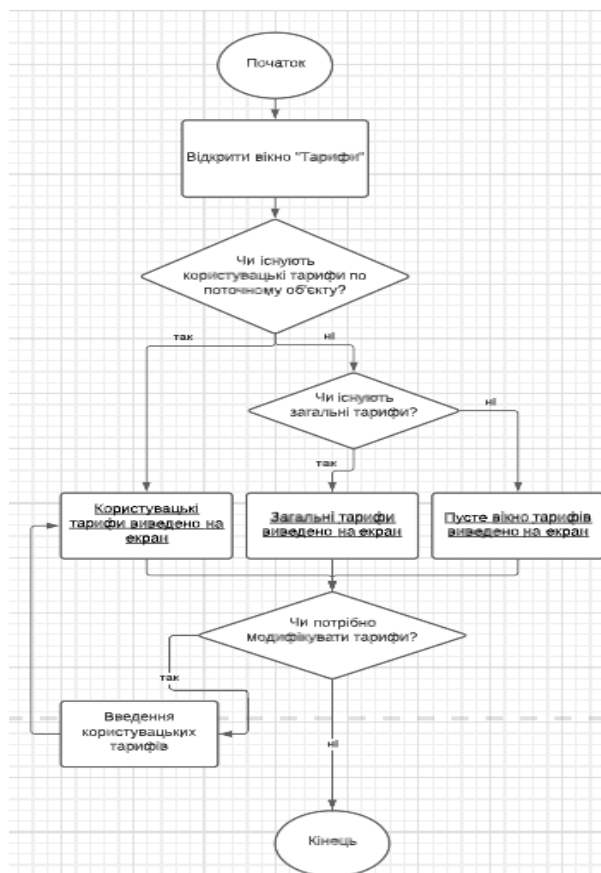 Початок
Відкрити вікно "Тарифи"
Чи існують
користувацькі тарифи по
поточному об'єкту?
так
ні
Чи існують
загальні тарифи?
ні
так
Користувацькі
тарифи виведено на
екран
Загальні тарифи
виведено на екран
Пусте вікно тарифів
виведено на екран
Чи потрібно
модифікувати тарифи?
так
Введення
користувацьких
тарифів
ні
Кінець